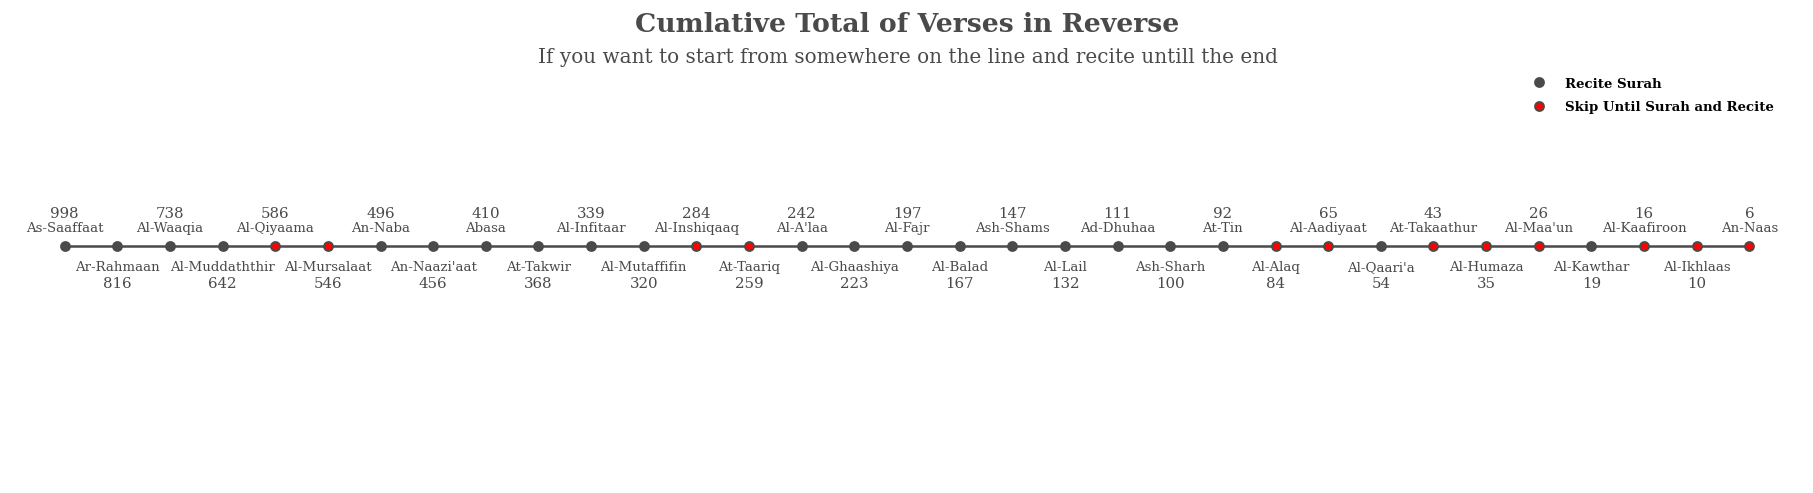 Cumlative Total of Verses in Reverse
If you want to start from somewhere on the line and recite untill the end
Recite Surah
Skip Until Surah and Recite
998 738 586 496 410 339 284 242 197 147 111 92 65 43 26 16 6
As-Saaffaat Al-Waaqia Al-Qiyaama An-Naba Abasa Al-Infitaar Al-Inshiqaaq Al-A'laa Al-Fajr Ash-Shams Ad-Dhuhaa At-Tin Al-Aadiyaat At-Takaathur Al-Maa'un Al-Kaafiroon An-Naas
Ar-Rahmaan Al-Muddaththir Al-Mursalaat An-Naazi'aat At-Takwir Al-Mutaffifin At-Taariq Al-Ghaashiya Al-Balad Al-Lail Ash-Sharh Al-Alaq Al-Qaari'a Al-Humaza Al-Kawthar Al-Ikhlaas
816 642 546 456 368 320 259 223 167 132 100 84 54 35 19 10